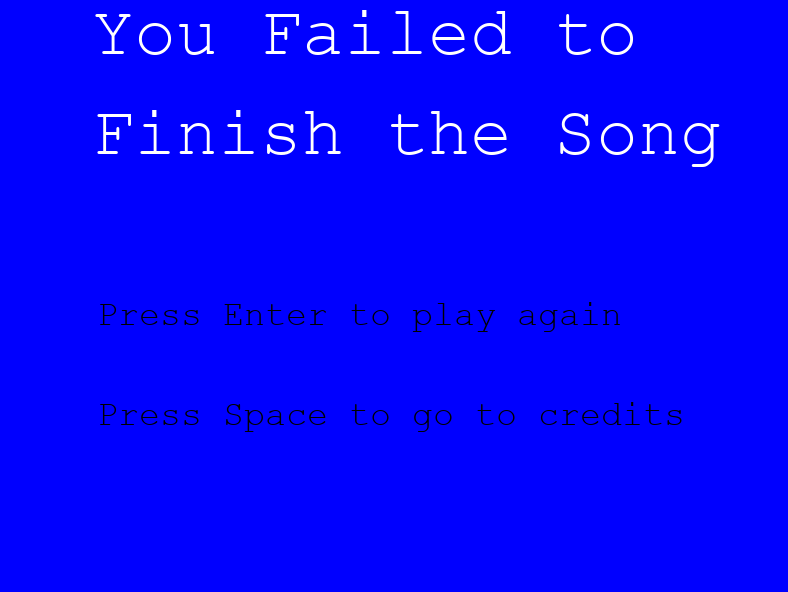 You Failed to
Finish the Song
Press Enter to play again
Press Space to go to credits